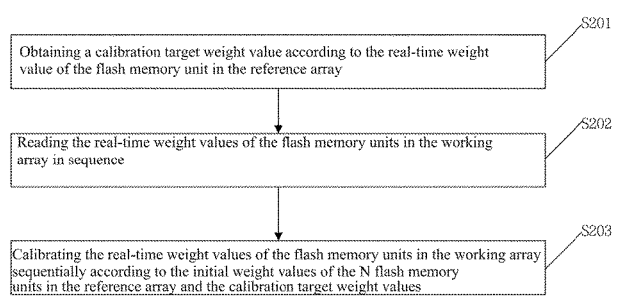 S201
Obtaining a calibration target weight value according to the real-time weight
value of the flash memory unit in the reference array
S202
Reading the real-time weight values of the flash memory units in the working
array in sequence
S203
Calibrating the real-time weight values of the flash memory units in the working array
sequentially according to the initial weight values of the N flash memory
units in the reference array and the calibration target weight values